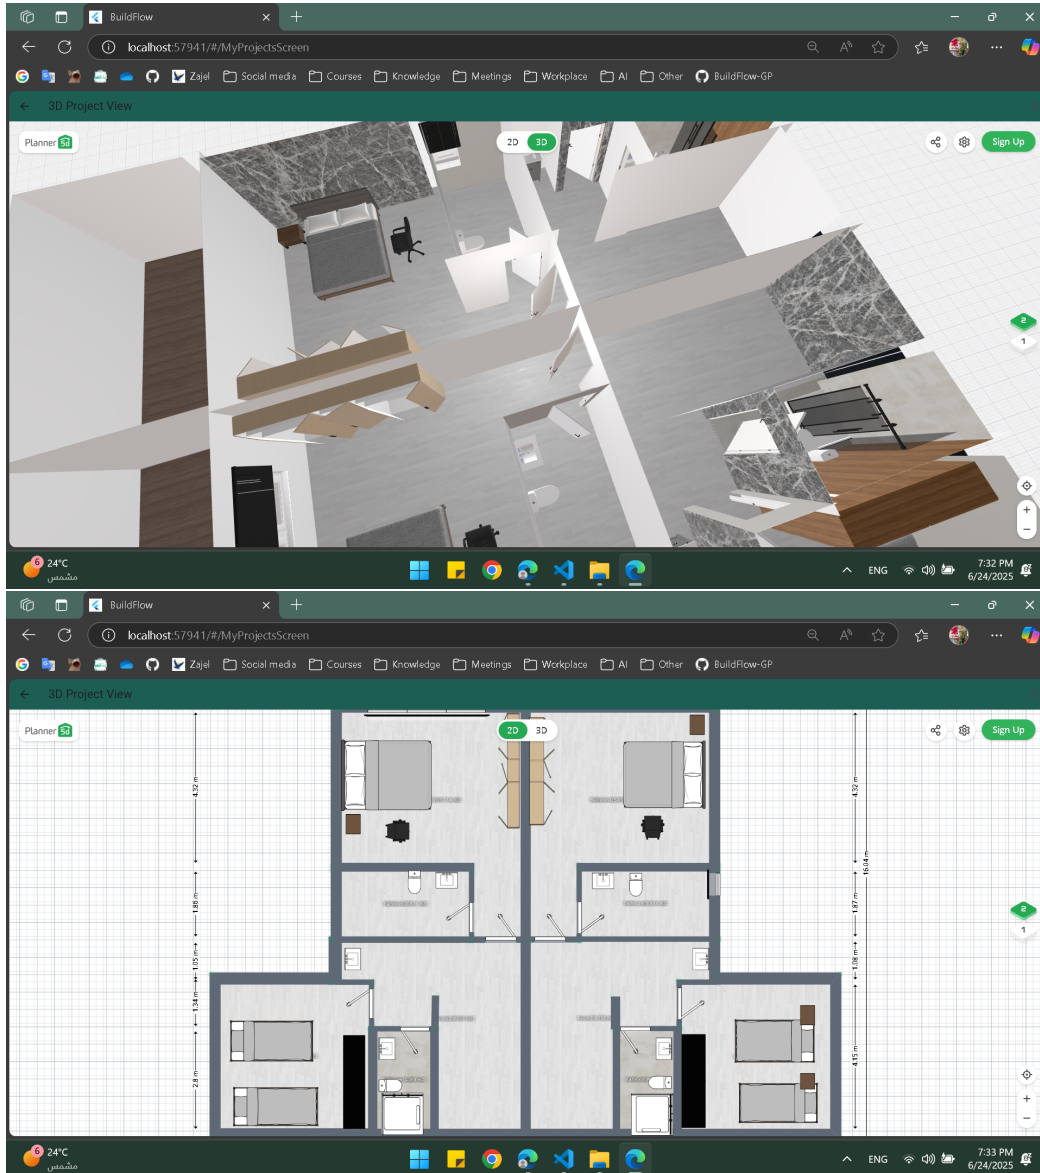 BuildFlow
localhost:57941/#/MyProjectsScreen
Zajel Social media Courses Knowledge Meetings Workplace AI Other BuildFlow-GP
3D Project View
Planner 5d
2D 3D
Sign Up
2
1
6
24°C
مشمس
ENG
7:32 PM
6/24/2025
BuildFlow
localhost:57941/#/MyProjectsScreen
Zajel Social media Courses Knowledge Meetings Workplace AI Other BuildFlow-GP
3D Project View
Planner 5d
2D 3D
Sign Up
4.32 m
4.32 m
16.04 m
1.86 m
1.87 m
2
1
1.05 m
1.08 m
1.34 m
4.15 m
2.8 m
6
24°C
مشمس
ENG
7:33 PM
6/24/2025